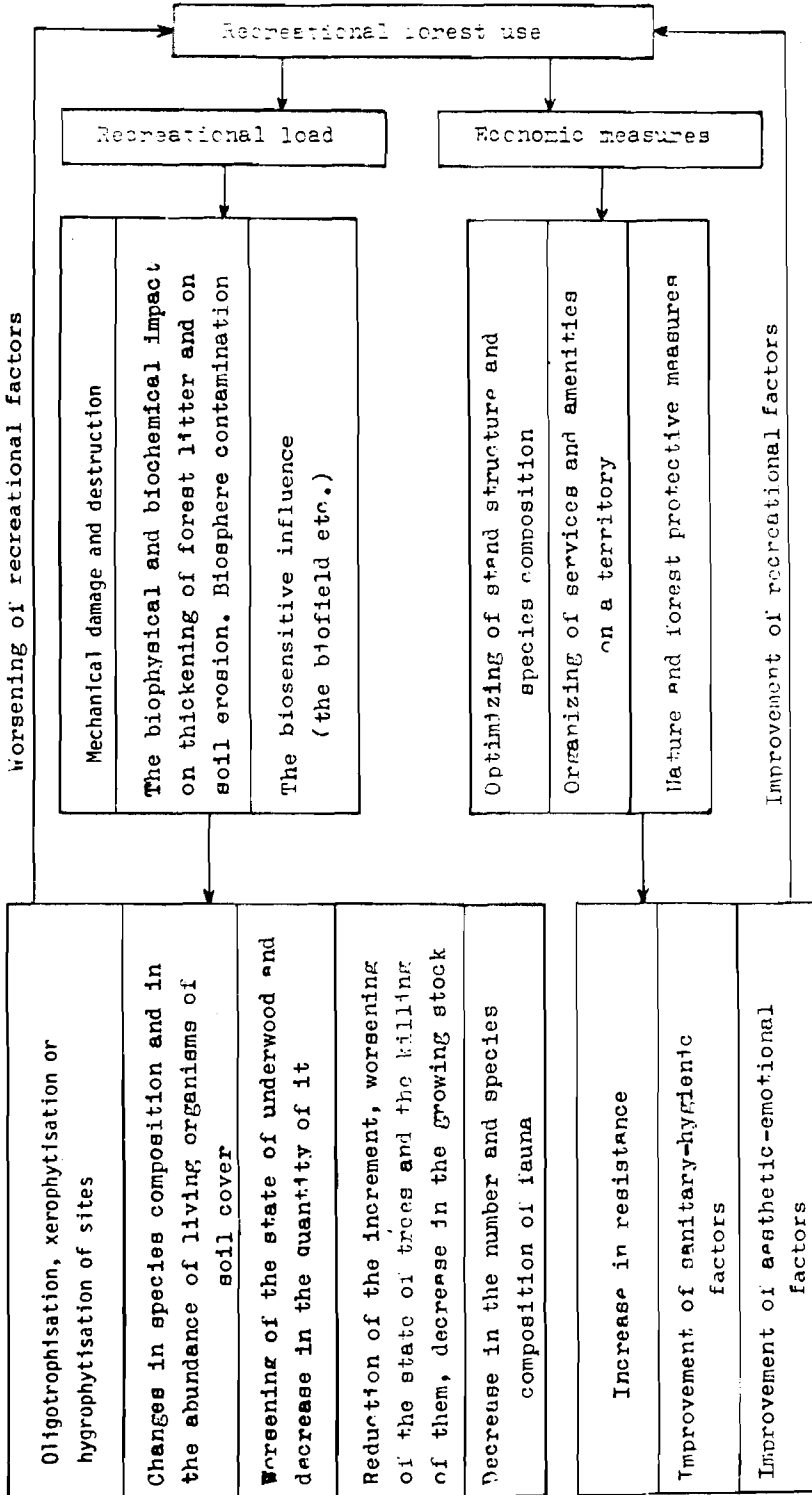 Recreational forest use
Recreational load
Economic measures
Worsening of recreational factors
Mechanical damage and destruction
The biophysical and biochemical impact
on thickening of forest litter and on
soil erosion. Biosphere contamination
The biosensitive influence
(the biofield etc.)
Optimizing of stand structure and
species composition
Organizing of services and amenities
on a territory
Nature and forest protective measures
Improvement of recreational factors
Oligotrophisation, xerophytisation or
hygrophytisation of sites
Changes in species composition and in
the abundance of living organisms of
soil cover
Worsening of the state of underwood and
decrease in the quantity of it
Reduction of the increment, worsening
of the state of trees and the killing
of them, decrease in the growing stock
Decrease in the number and species
composition of fauna
Increase in resistance
Improvement of sanitary-hygienic
factors
Improvement of aesthetic-emotional
factors